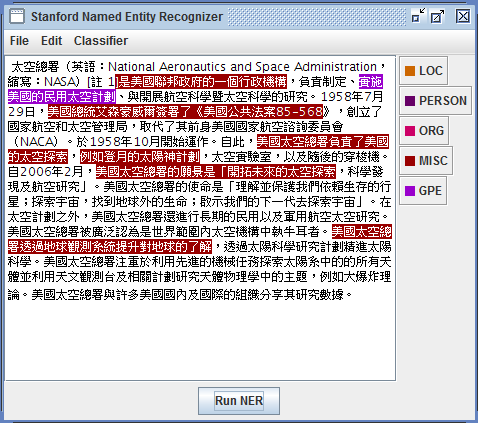 Stanford Named Entity Recognizer
File Edit Classifier
太空總署（英語：National Aeronautics and Space Administration，
縮寫：NASA）[註 1]是美國聯邦政府的一個行政機構，負責制定、實施
美國的民用太空計劃、與開展航空科學暨太空科學的研究。1958年7月
29日，美國總統艾森豪威爾簽署了《美國公共法案85-568》，創立了
國家航空和太空管理局，取代了其前身美國國家航空諮詢委員會
（NACA）。於1958年10月開始運作。自此，美國太空總署負責了美國
的太空探索，例如登月的太陽神計劃，太空實驗室，以及隨後的穿梭機。
自2006年2月，美國太空總署的願景是「開拓未來的太空探索，科學發
現及航空研究」。美國太空總署的使命是「理解並保護我們依賴生存的行
星；探索宇宙，找到地球外的生命；啟示我們的下一代去探索宇宙」。在
太空計劃之外，美國太空總署還進行長期的民用以及軍用航空太空研究。
美國太空總署被廣泛認為是世界範圍內太空機構中執牛耳者。美國太空總
署透過地球觀測系統提升對地球的了解，透過太陽科學研究計劃精進太陽
科學。美國太空總署注重於利用先進的機械任務探索太陽系中的的所有天
體並利用天文觀測台及相關計劃研究天體物理學中的主題，例如大爆炸理
論。美國太空總署與許多美國國內及國際的組織分享其研究數據。
LOC
PERSON
ORG
MISC
GPE
Run NER